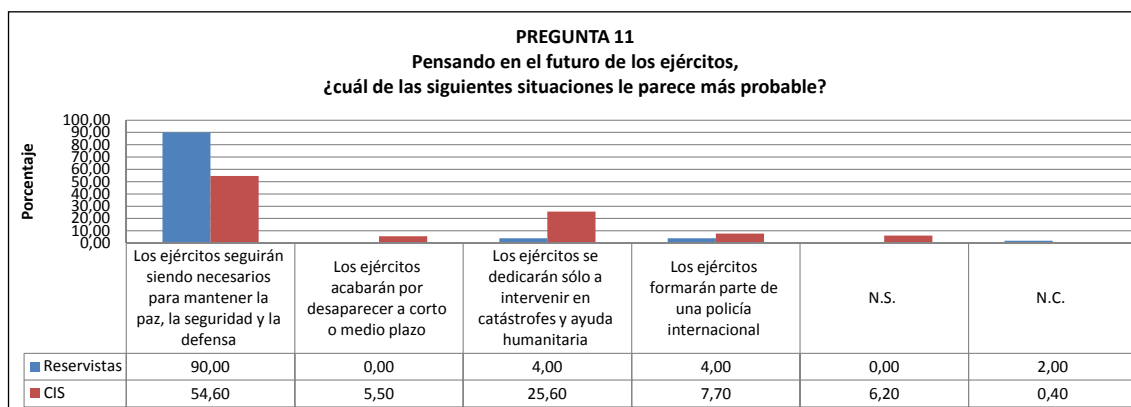 PREGUNTA 11
Pensando en el futuro de los ejércitos,
¿cuál de las siguientes situaciones le parece más probable?
Porcentaje
100,00
90,00
80,00
70,00
60,00
50,00
40,00
30,00
20,00
10,00
0,00
Los ejércitos seguirán
siendo necesarios
para mantener la
paz, la seguridad y la
defensa
Los ejércitos
acabarán por
desaparecer a corto
o medio plazo
Los ejércitos se
dedicarán sólo a
intervenir en
catástrofes y ayuda
humanitaria
Los ejércitos
formarán parte de
una policía
internacional
N.S.
N.C.
Reservistas 90,00 0,00 4,00 4,00 0,00 2,00
CIS 54,60 5,50 25,60 7,70 6,20 0,40